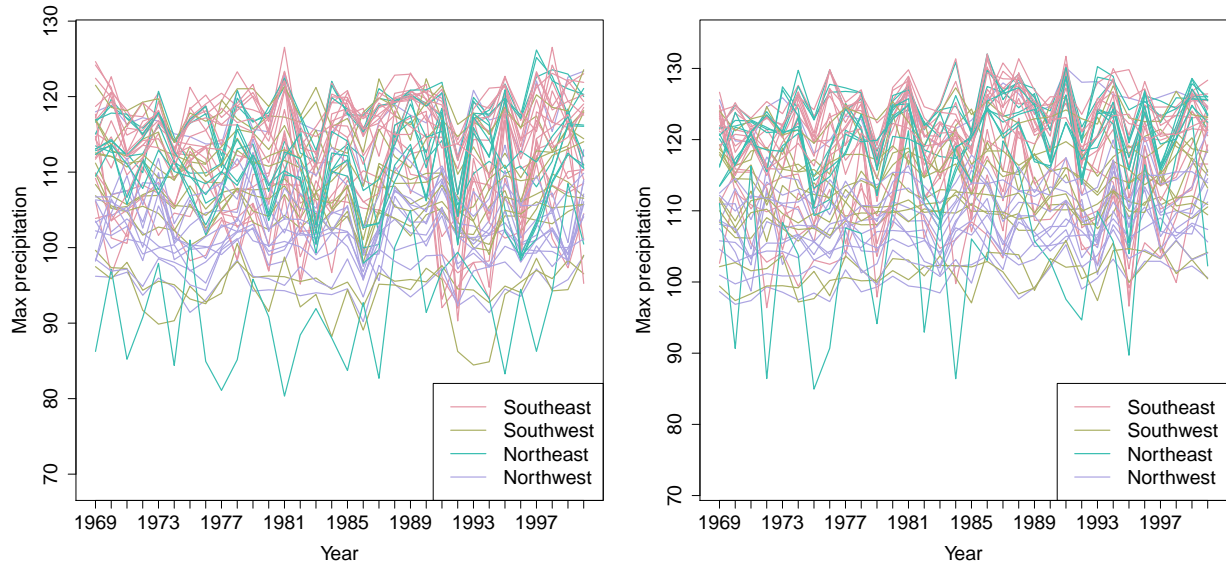 Max precipitation
130
120
110
100
90
80
70
1969 1973 1977 1981 1985 1989 1993 1997
Year
Southeast
Southwest
Northeast
Northwest
Max precipitation
130
120
110
100
90
80
70
1969 1973 1977 1981 1985 1989 1993 1997
Year
Southeast
Southwest
Northeast
Northwest